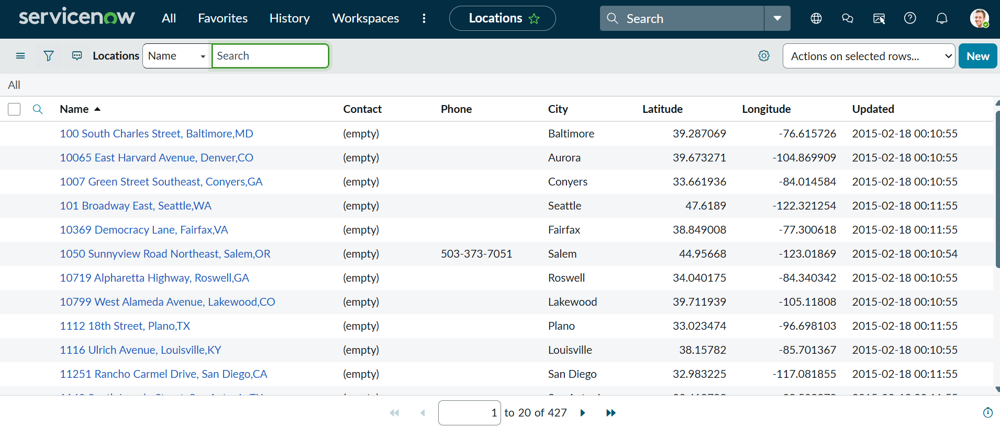 servicenow All Favorites History Workspaces Locations Search
Locations Name Search Actions on selected rows... New
All
Name Contact Phone City Latitude Longitude Updated
100 South Charles Street, Baltimore,MD (empty) Baltimore 39.287069 -76.615726 2015-02-18 00:10:55
10065 East Harvard Avenue, Denver,CO (empty) Aurora 39.673271 -104.869909 2015-02-18 00:10:55
1007 Green Street Southeast, Conyers,GA (empty) Conyers 33.661936 -84.014584 2015-02-18 00:10:55
101 Broadway East, Seattle,WA (empty) Seattle 47.6189 -122.321254 2015-02-18 00:11:55
10369 Democracy Lane, Fairfax,VA (empty) Fairfax 38.849008 -77.300618 2015-02-18 00:11:55
1050 Sunnyview Road Northeast, Salem,OR (empty) 503-373-7051 Salem 44.95668 -123.01869 2015-02-18 00:10:54
10719 Alpharetta Highway, Roswell,GA (empty) Roswell 34.040175 -84.340342 2015-02-18 00:11:55
10799 West Alameda Avenue, Lakewood,CO (empty) Lakewood 39.711939 -105.11808 2015-02-18 00:10:55
1112 18th Street, Plano,TX (empty) Plano 33.023474 -96.698103 2015-02-18 00:11:55
1116 Ulrich Avenue, Louisville,KY (empty) Louisville 38.15782 -85.701367 2015-02-18 00:10:55
11251 Rancho Carmel Drive, San Diego,CA (empty) San Diego 32.983225 -117.081855 2015-02-18 00:11:55
1 to 20 of 427